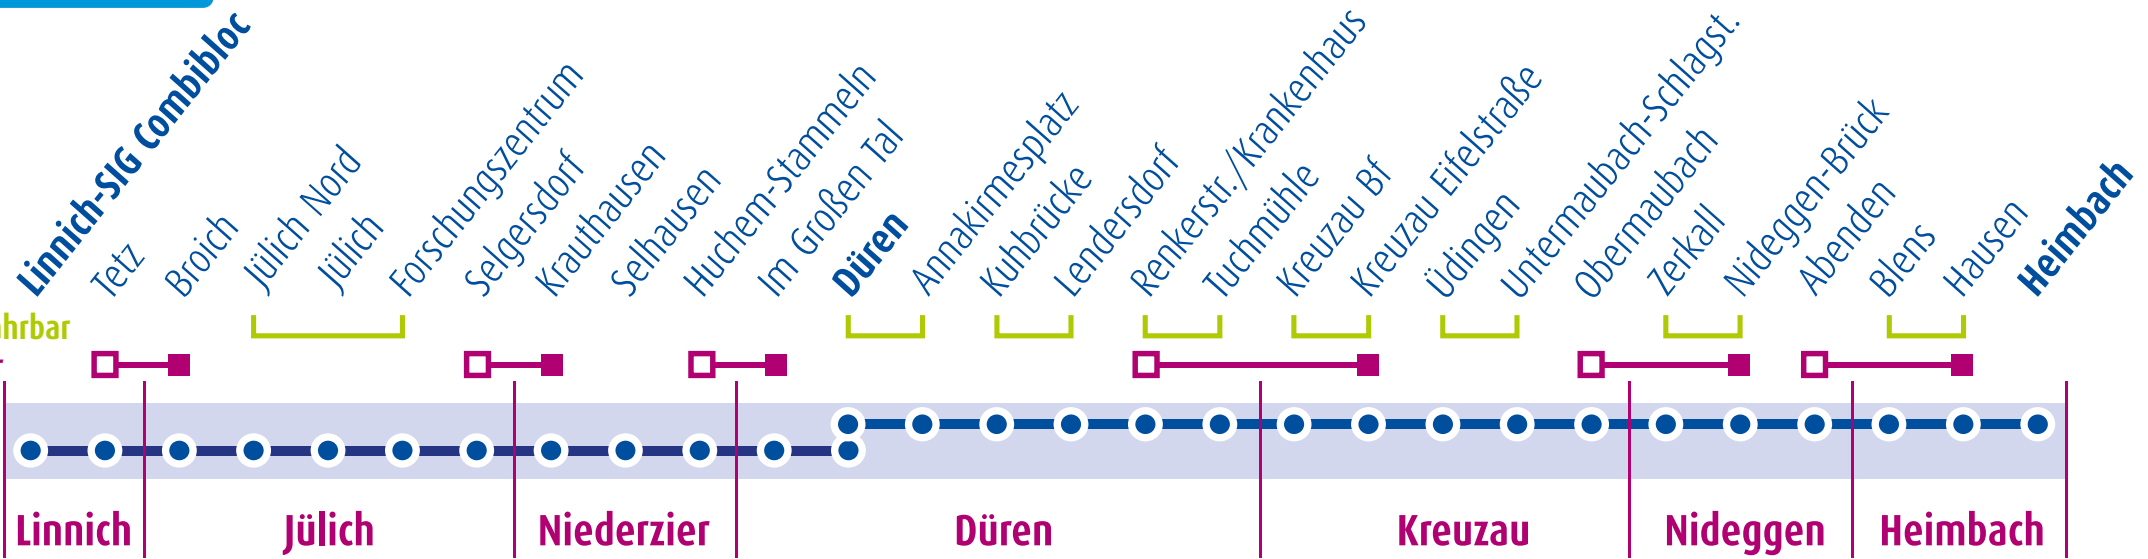 Linnich-SIG Combibloc
Tetz
Broich
Jülich Nord
Jülich
Forschungszentrum
Selgersdorf
Krauthausen
Selhausen
Huchem-Stammeln
Im Großen Tal
Düren
Annakirmesplatz
Kuhbrücke
Lendersdorf
Renkerstr./Krankenhaus
Tuchmühle
Kreuzau Bf
Kreuzau Eifelstraße
Üdingen
Untermaubach-Schlagst.
Obermaubach
Zerkall
Nideggen-Brück
Abenden
Blens
Hausen
Heimbach
hrbar
Linnich
Jülich
Niederzier
Düren
Kreuzau
Nideggen
Heimbach